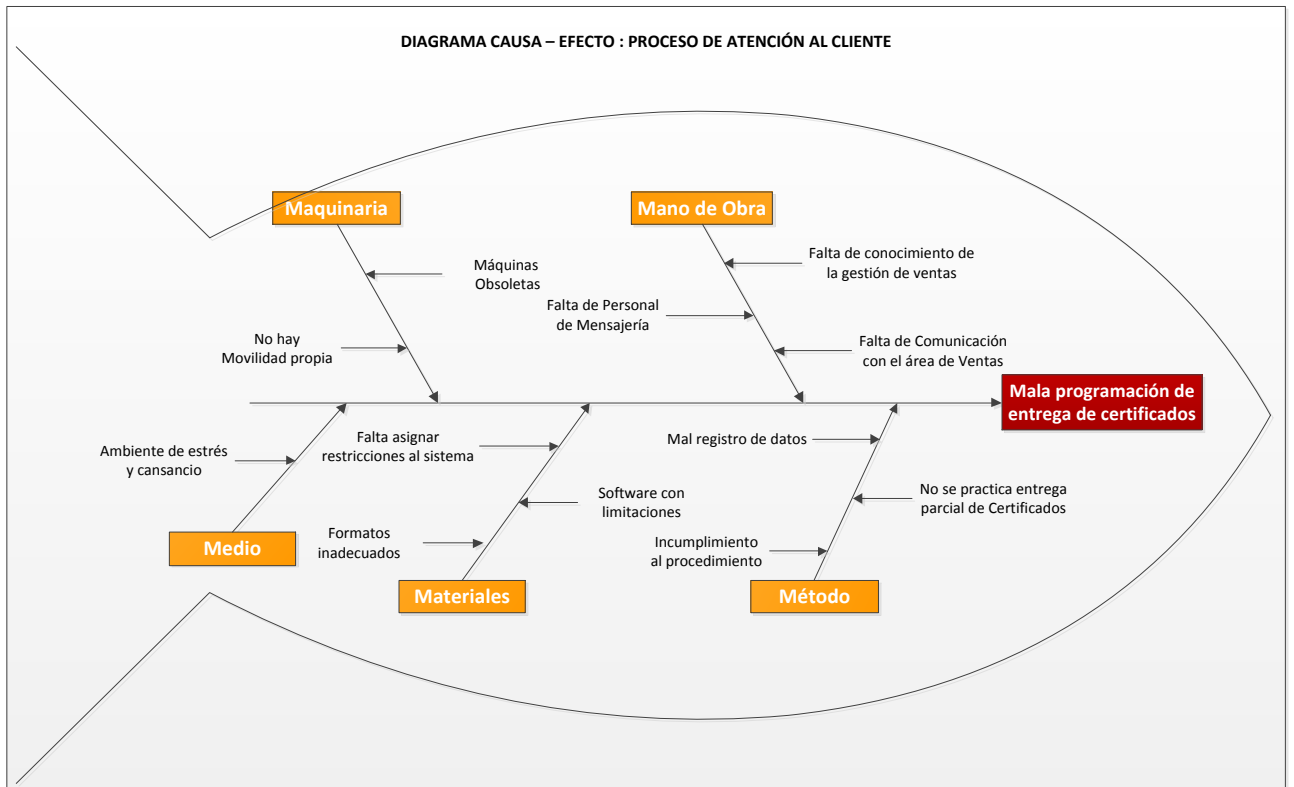 DIAGRAMA CAUSA – EFECTO : PROCESO DE ATENCIÓN AL CLIENTE
Maquinaria
Mano de Obra
Máquinas
Obsoletas
Falta de conocimiento de
la gestión de ventas
Falta de Personal
de Mensajería
No hay
Movilidad propia
Falta de Comunicación
con el área de Ventas
Mala programación de
entrega de certificados
Ambiente de estrés
y cansancio
Falta asignar
restricciones al sistema
Mal registro de datos
Software con
limitaciones
No se practica entrega
parcial de Certificados
Formatos
inadecuados
Incumplimiento
al procedimiento
Medio
Materiales
Método